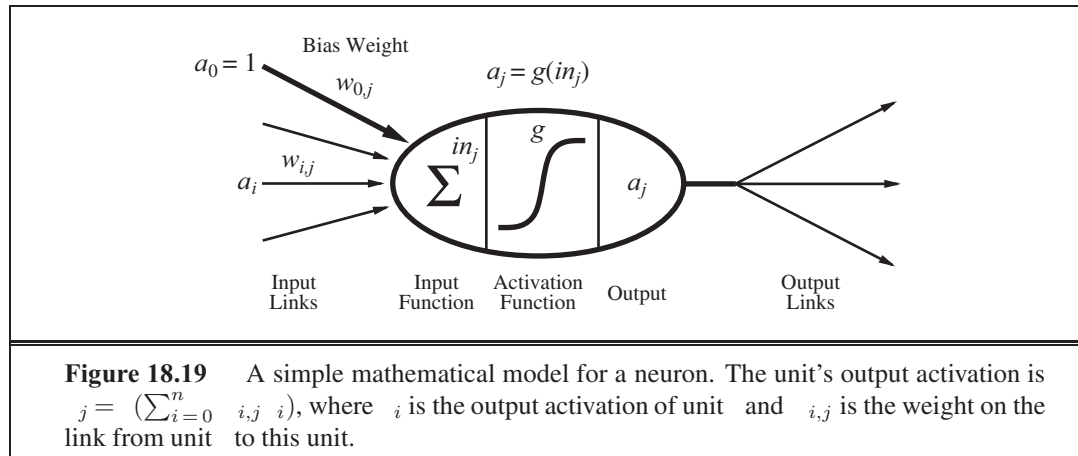 Bias Weight
a₀ = 1
w₀,ⱼ
aⱼ = g(inⱼ)
inⱼ
g
wᵢ,ⱼ
aᵢ
Σ
aⱼ
Input Links
Input Function
Activation Function
Output
Output Links
Figure 18.19 A simple mathematical model for a neuron. The unit's output activation is
ⱼ = (∑ⁿᵢ₌₀ ᵢ,ⱼ ᵢ), where ᵢ is the output activation of unit and ᵢ,ⱼ is the weight on the
link from unit to this unit.